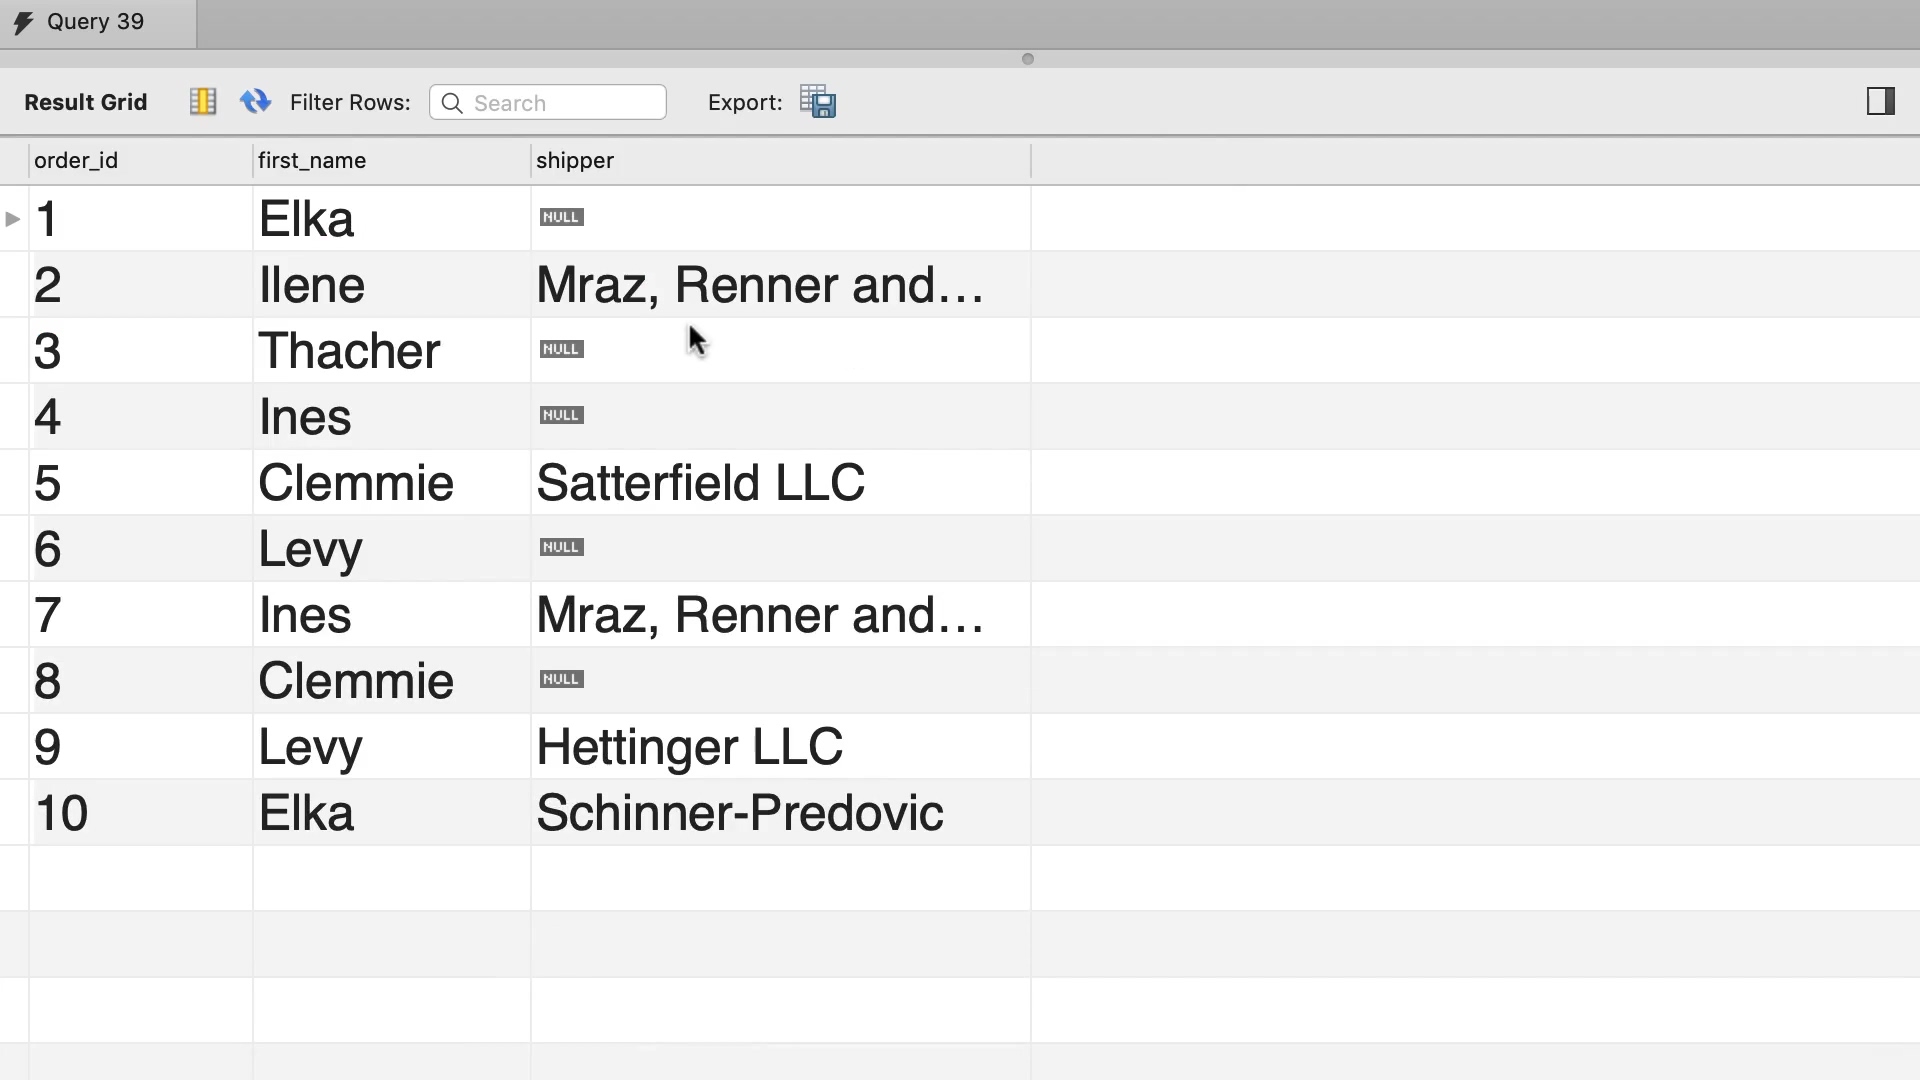 Query 39
Result Grid Filter Rows: Search Export:
order_id first_name shipper
1 Elka NULL
2 Ilene Mraz, Renner and…
3 Thacher NULL
4 Ines NULL
5 Clemmie Satterfield LLC
6 Levy NULL
7 Ines Mraz, Renner and…
8 Clemmie NULL
9 Levy Hettinger LLC
10 Elka Schinner-Predovic